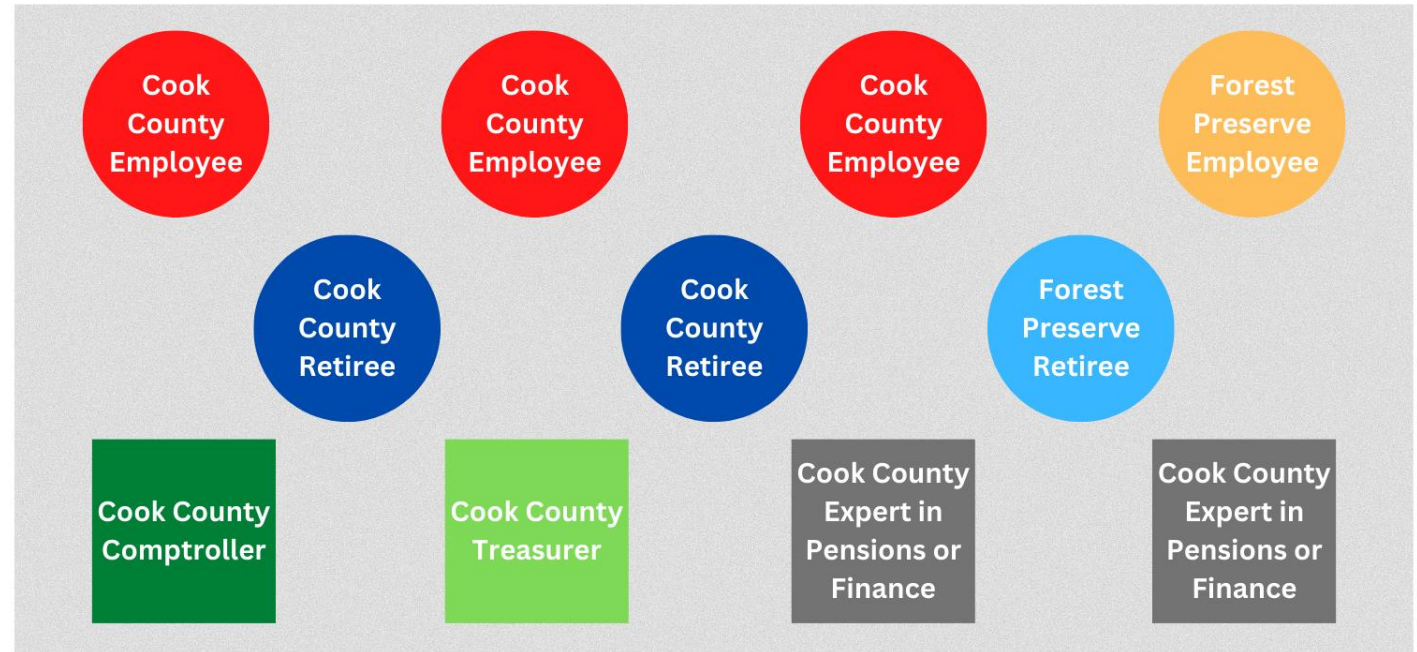 Cook
County
Employee
Cook
County
Employee
Cook
County
Employee
Forest
Preserve
Employee
Cook
County
Retiree
Cook
County
Retiree
Forest
Preserve
Retiree
Cook County
Comptroller
Cook County
Treasurer
Cook County
Expert in
Pensions or
Finance
Cook County
Expert in
Pensions or
Finance